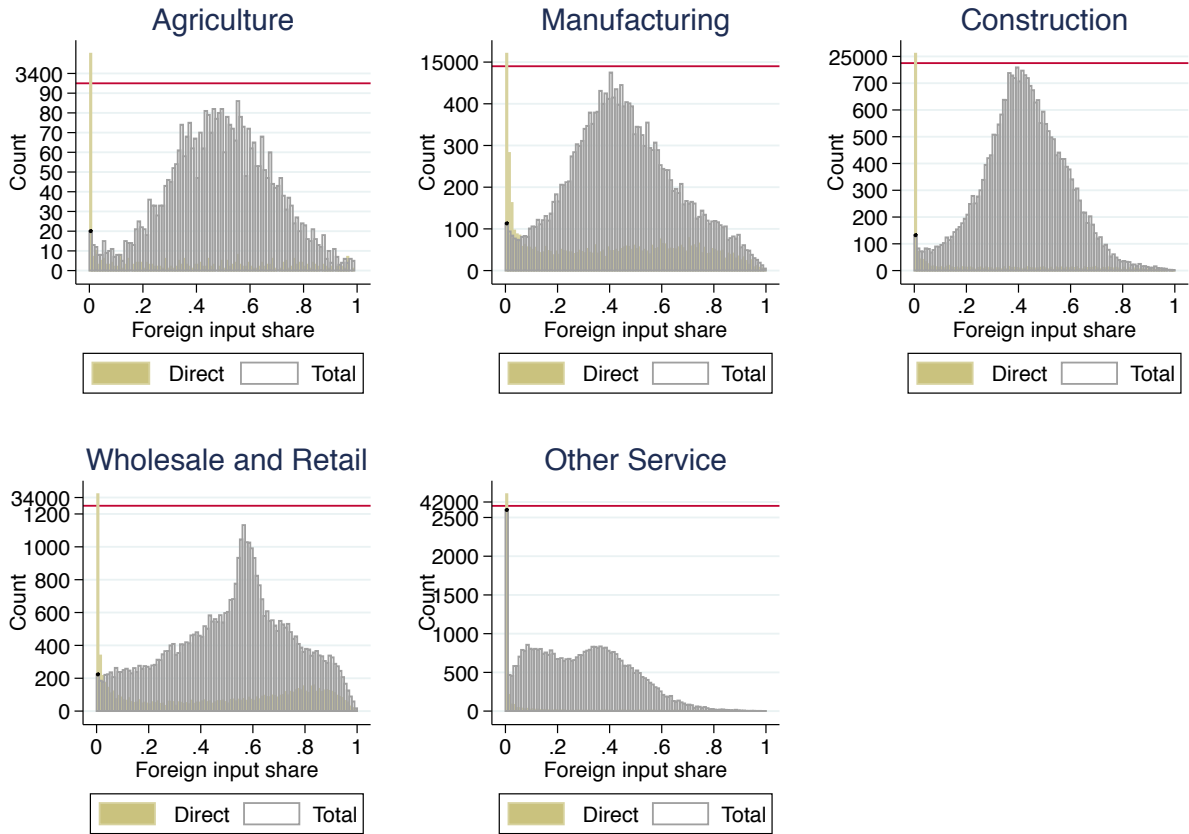 Agriculture
3400
90
80
70
60
50
40
30
20
10
0
Count
0 .2 .4 .6 .8 1
Foreign input share
Direct Total
Manufacturing
15000
400
300
200
100
0
Count
0 .2 .4 .6 .8 1
Foreign input share
Direct Total
Construction
25000
700
600
500
400
300
200
100
0
Count
0 .2 .4 .6 .8 1
Foreign input share
Direct Total
Wholesale and Retail
34000
1200
1000
800
600
400
200
0
Count
0 .2 .4 .6 .8 1
Foreign input share
Direct Total
Other Service
42000
2500
2000
1500
1000
500
0
Count
0 .2 .4 .6 .8 1
Foreign input share
Direct Total